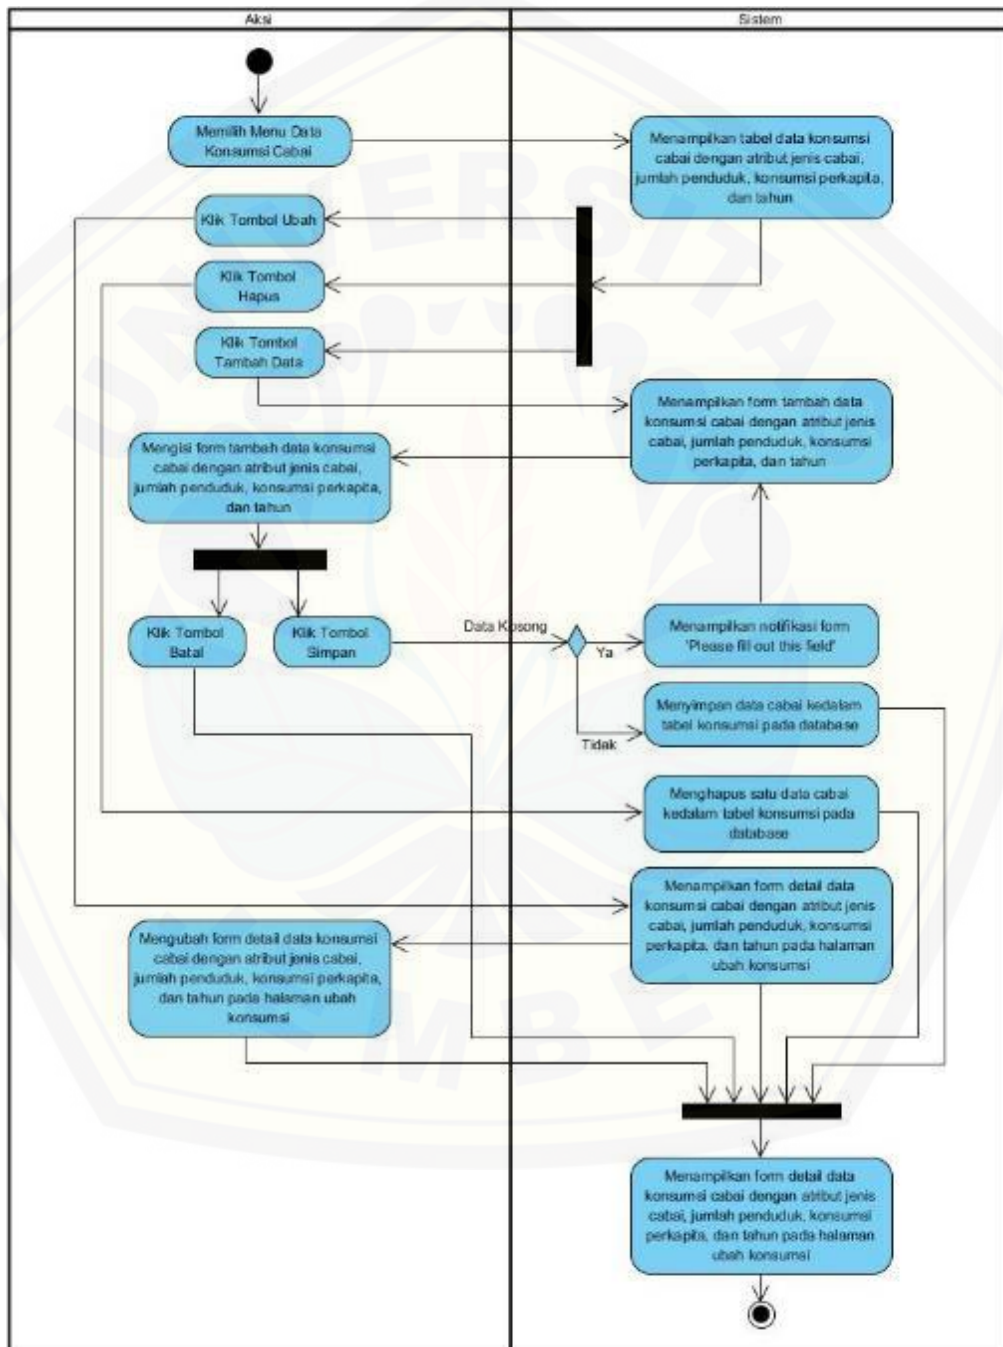 Aksi
Sistem
Memilih Menu Data
Konsumsi Cabai
Menampilkan tabel data konsumsi
cabai dengan atribut jenis cabai,
jumlah penduduk, konsumsi perkapita,
dan tahun
Klik Tombol Ubah
Klik Tombol
Hapus
Klik Tombol
Tambah Data
Menampilkan form tambah data
konsumsi cabai dengan atribut jenis
cabai, jumlah penduduk, konsumsi
perkapita, dan tahun
Mengisi form tambah data konsumsi
cabai dengan atribut jenis cabai,
jumlah penduduk, konsumsi perkapita,
dan tahun
Klik Tombol
Batal
Klik Tombol
Simpan
Data Kosong
Ya
Tidak
Menampilkan notifikasi form
'Please fill out this field'
Menyimpan data cabai kedalam
tabel konsumsi pada database
Menghapus satu data cabai
kedalam tabel konsumsi pada
database
Menampilkan form detail data
konsumsi cabai dengan atribut jenis
cabai, jumlah penduduk, konsumsi
perkapita, dan tahun pada halaman
ubah konsumsi
Mengubah form detail data konsumsi
cabai dengan atribut jenis cabai,
jumlah penduduk, konsumsi perkapita,
dan tahun pada halaman ubah
konsumsi
Menampilkan form detail data
konsumsi cabai dengan atribut jenis
cabai, jumlah penduduk, konsumsi
perkapita, dan tahun pada halaman
ubah konsumsi
UNIVERSITAS